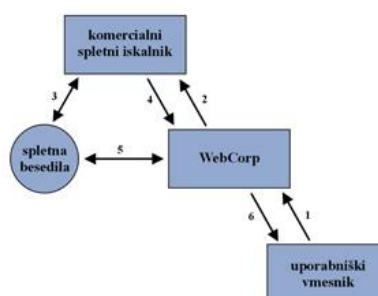 komercialni
spletni iskalnik
3
4
2
spletna
besedila
5
WebCorp
6
1
uporabniški
vmesnik